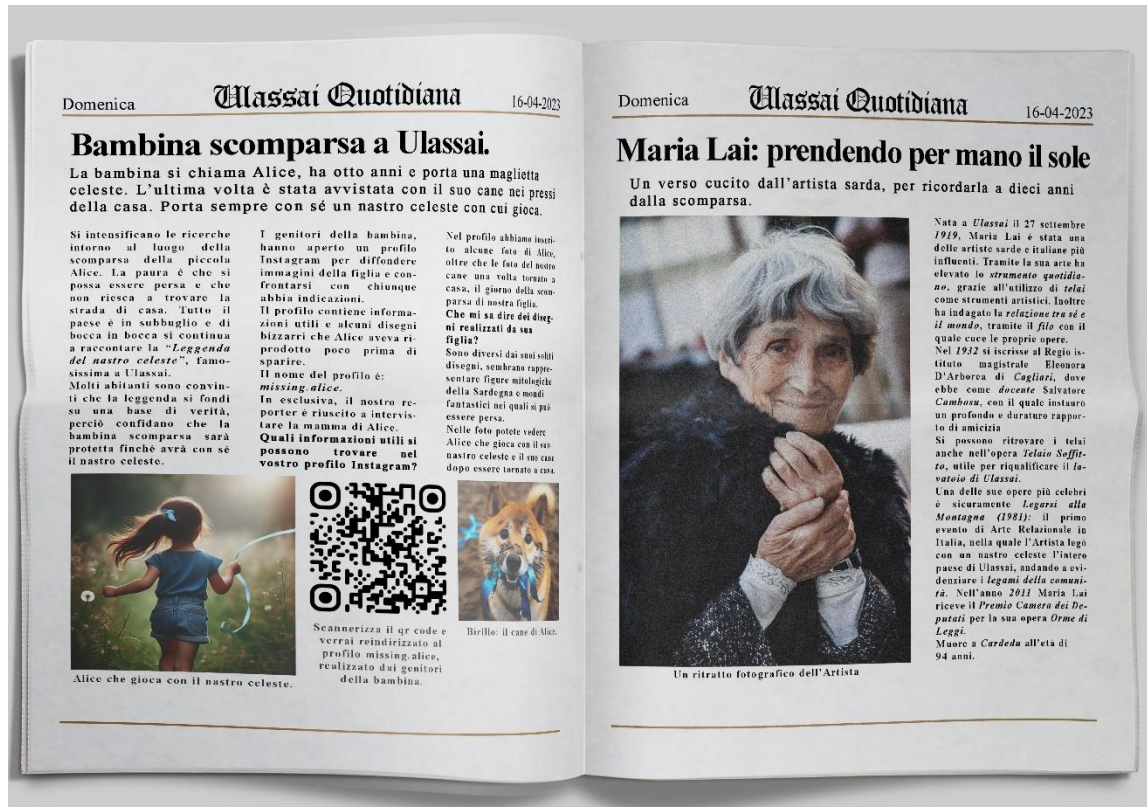 Domenica
Ulassai Quotidiana
16-04-2023
Bambina scomparsa a Ulassai.
La bambina si chiama Alice, ha otto anni e porta una maglietta
celeste. L’ultima volta è stata avvistata con il suo cane nei pressi
della casa. Porta sempre con sé un nastro celeste con cui gioca.
Si intensificano le ricerche
intorno al luogo della
scomparsa della piccola
Alice. La paura è che si
possa essere persa e che
non riesca a trovare la
strada di casa. Tutto il
paese è in subbuglio e di
bocca in bocca si continua
a raccontare la “Leggenda
del nastro celeste”, famo-
sissima a Ulassai.
Molti abitanti sono convin-
ti che la leggenda si fondi
su una base di verità,
perciò confidano che la
bambina scomparsa sarà
protetta finché avrà con sé
il nastro celeste.
I genitori della bambina,
hanno aperto un profilo
Instagram per diffondere
immagini della figlia e con-
frontarsi con chiunque
abbia indicazioni.
Il profilo contiene informa-
zioni utili e alcuni disegni
bizzarri che Alice aveva ri-
prodotto poco prima di
sparire.
Il nome del profilo è:
missing.alice.
In esclusiva, il nostro re-
porter è riuscito a intervis-
tare la mamma di Alice.
Quali informazioni utili si
possono trovare nel
vostro profilo Instagram?
Nel profilo abbiamo inseri-
to alcune foto di Alice,
oltre che le foto del nostro
cane una volta tornato a
casa, il giorno della scom-
parsa di nostra figlia.
Che mi sa dire dei diseg-
ni realizzati da sua
figlia?
Sono diversi dai suoi soliti
disegni, sembrano rappre-
sentare figure mitologiche
della Sardegna e mondi
fantastici nei quali si può
essere persa.
Nelle foto potete vedere
Alice che gioca con il suo
nastro celeste e il suo cane
dopo essere tornato a casa.
Alice che gioca con il nastro celeste.
Scannerizza il qr code e
verrai reindirizzato al
profilo missing.alice,
realizzato dai genitori
della bambina.
Birillo: il cane di Alice.
Domenica
Ulassai Quotidiana
16-04-2023
Maria Lai: prendendo per mano il sole
Un verso cucito dall’artista sarda, per ricordarla a dieci anni
dalla scomparsa.
Nata a Ulassai il 27 settembre
1919, Maria Lai è stata una
delle artiste sarde e italiane più
influenti. Tramite la sua arte ha
elevato lo strumento quotidia-
no, grazie all’utilizzo di telai
come strumenti artistici. Inoltre
ha indagato la relazione tra sé e
il mondo, tramite il filo con il
quale cuce le proprie opere.
Nel 1932 si iscrisse al Regio is-
tituto magistrale Eleonora
D’Arborea di Cagliari, dove
ebbe come docente Salvatore
Cambosu, con il quale instaurò
un profondo e duraturo rappor-
to di amicizia
Si possono ritrovare i telai
anche nell’opera Telaio Soffit-
to, utile per riqualificare il la-
vatoio di Ulassai.
Una delle sue opere più celebri
è sicuramente Legarsi alla
Montagna (1981): il primo
evento di Arte Relazionale in
Italia, nella quale l’Artista legò
con un nastro celeste l’intero
paese di Ulassai, andando a evi-
denziare i legami della comuni-
tà. Nell’anno 2011 Maria Lai
riceve il Premio Camera dei De-
putati per la sua opera Orme di
Leggi.
Muore a Cardedu all’età di
94 anni.
Un ritratto fotografico dell’Artista